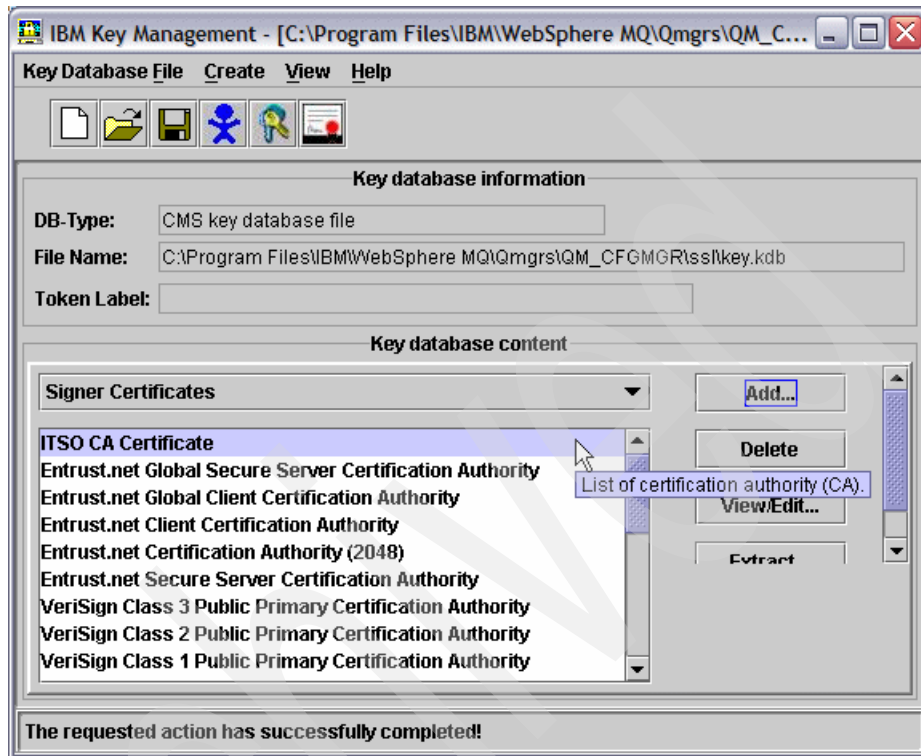 IBM Key Management - [C:\Program Files\IBM\WebSphere MQ\Qmgrs\QM_C...
Key Database File Create View Help
Key database information
DB-Type: CMS key database file
File Name: C:\Program Files\IBM\WebSphere MQ\Qmgrs\QM_CFGMGR\ssl\key.kdb
Token Label:
Key database content
Signer Certificates
Add...
ITSO CA Certificate
Delete
Entrust.net Global Secure Server Certification Authority
List of certification authority (CA).
Entrust.net Global Client Certification Authority
View/Edit...
Entrust.net Client Certification Authority
Entrust.net Certification Authority (2048)
Extract
Entrust.net Secure Server Certification Authority
VeriSign Class 3 Public Primary Certification Authority
VeriSign Class 2 Public Primary Certification Authority
VeriSign Class 1 Public Primary Certification Authority
The requested action has successfully completed!